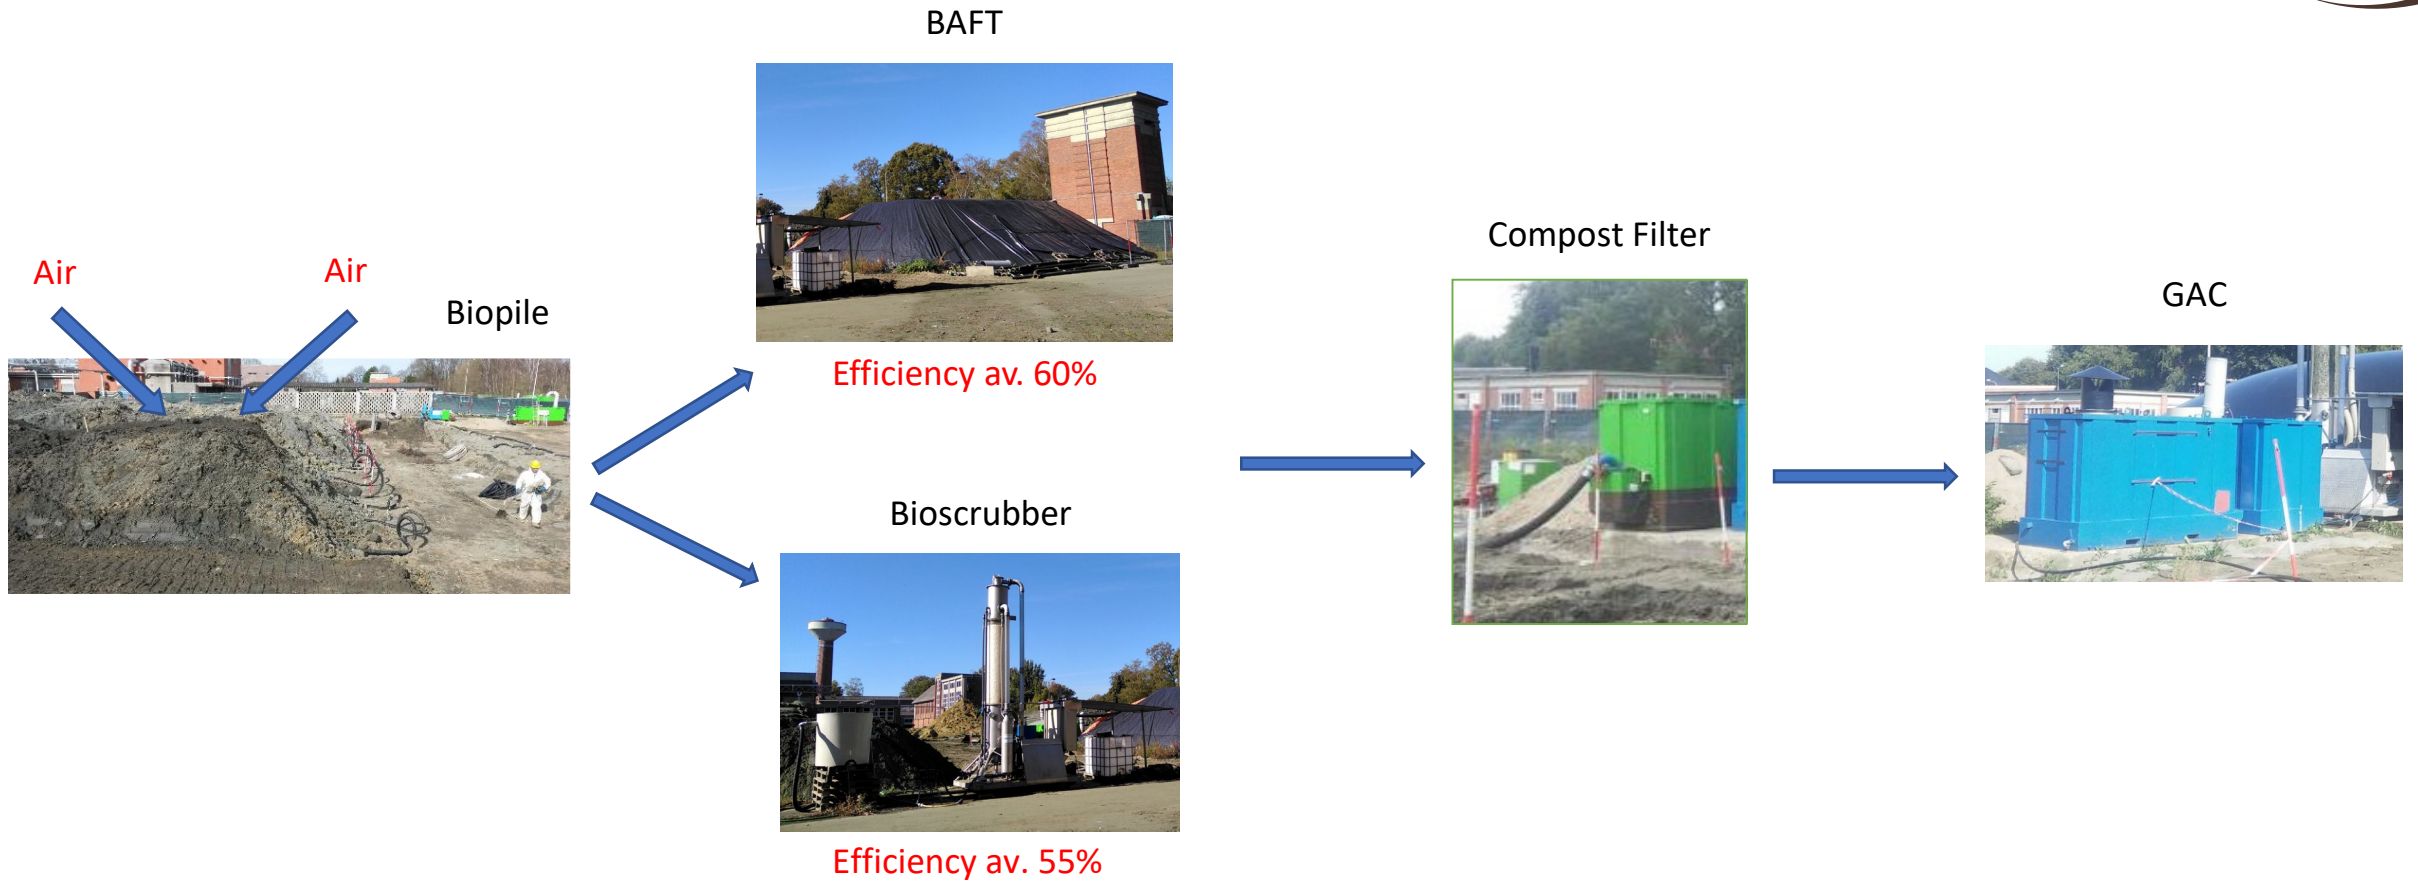 BAFT
Air
Air
Biopile
Efficiency av. 60%
Bioscrubber
Efficiency av. 55%
Compost Filter
GAC